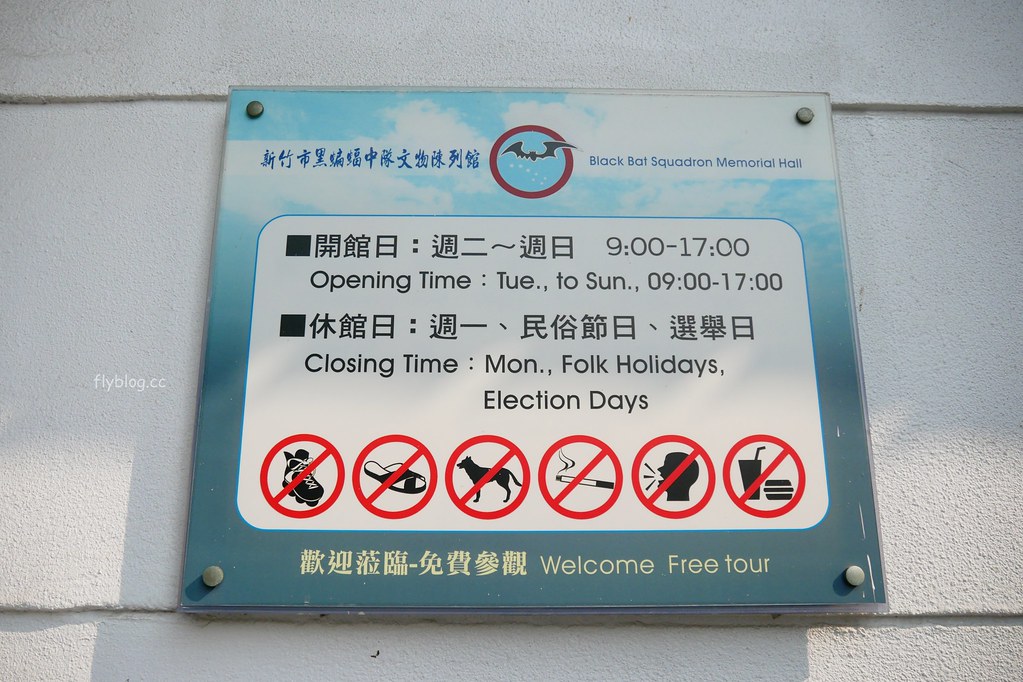 新竹市黑蝙蝠中隊文物陳列館
Black Bat Squadron Memorial Hall
■開館日：週二～週日 9:00-17:00
Opening Time：Tue., to Sun., 09:00-17:00
■休館日：週一、民俗節日、選舉日
Closing Time：Mon., Folk Holidays,
Election Days
flyblog.cc
歡迎蒞臨-免費參觀 Welcome Free tour